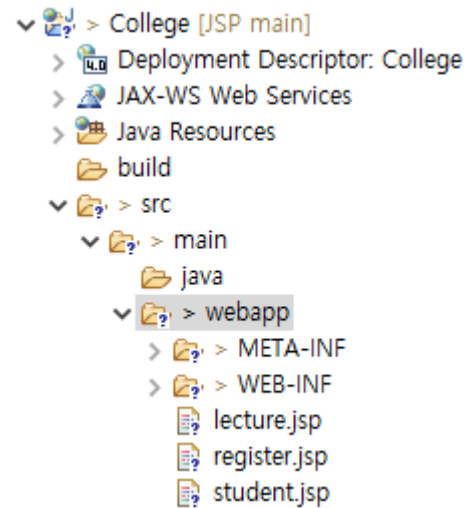 > College [JSP main]
Deployment Descriptor: College
JAX-WS Web Services
Java Resources
build
> src
> main
java
> webapp
> META-INF
> WEB-INF
lecture.jsp
register.jsp
student.jsp